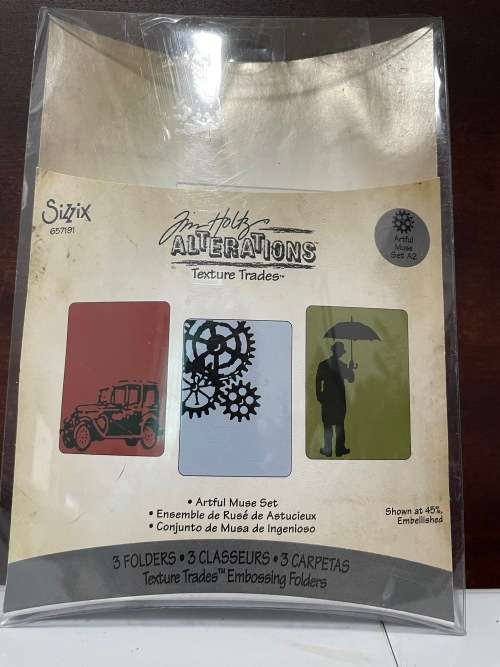 Sizzix
657191
Tim Holtz
ALTERATIONS
Texture Trades™
Artful
Muse
Set A2
• Artful Muse Set
• Ensemble de Rusé de Astucieux
• Conjunto de Musa de Ingenioso
Shown at 45%,
Embellished
3 FOLDERS • 3 CLASSEURS • 3 CARPETAS
Texture Trades™ Embossing Folders